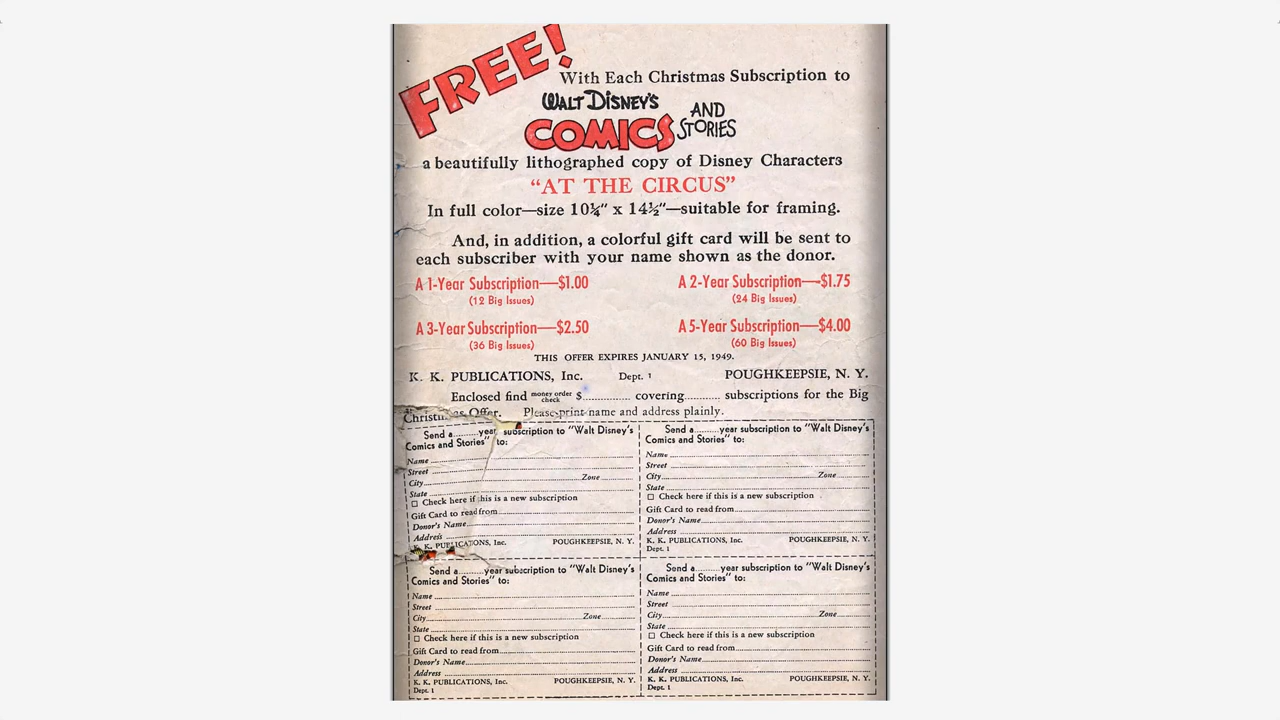 FREE!
With Each Christmas Subscription to
WALT DISNEY'S
COMICS AND STORIES
a beautifully lithographed copy of Disney Characters
"AT THE CIRCUS"
In full color—size 10¼" x 14½"—suitable for framing.
And, in addition, a colorful gift card will be sent to
each subscriber with your name shown as the donor.
A 1-Year Subscription—$1.00 A 2-Year Subscription—$1.75
(12 Big Issues) (24 Big Issues)
A 3-Year Subscription—$2.50 A 5-Year Subscription—$4.00
(36 Big Issues) (60 Big Issues)
THIS OFFER EXPIRES JANUARY 15, 1949.
K. K. PUBLICATIONS, Inc. Dept. 1 POUGHKEEPSIE, N. Y.
Enclosed find money order check $............ covering.......... subscriptions for the Big
Christmas Offer. Please print name and address plainly.
Send a.........year subscription to "Walt Disney's
Comics and Stories" to:
Name
Street
City Zone
State
☐ Check here if this is a new subscription
Gift Card to read from
Donor's Name
Address
K. K. PUBLICATIONS, Inc. POUGHKEEPSIE, N. Y.
Send a.........year subscription to "Walt Disney's
Comics and Stories" to:
Name
Street
City Zone
State
☐ Check here if this is a new subscription
Gift Card to read from
Donor's Name
Address
K. K. PUBLICATIONS, Inc. POUGHKEEPSIE, N. Y.
Dept. 1
Send a.........year subscription to "Walt Disney's
Comics and Stories" to:
Name
Street
City Zone
State
☐ Check here if this is a new subscription
Gift Card to read from
Donor's Name
Address
K. K. PUBLICATIONS, Inc. POUGHKEEPSIE, N. Y.
Dept. 1
Send a.........year subscription to "Walt Disney's
Comics and Stories" to:
Name
Street
City Zone
State
☐ Check here if this is a new subscription
Gift Card to read from
Donor's Name
Address
K. K. PUBLICATIONS, Inc. POUGHKEEPSIE, N. Y.
Dept. 1